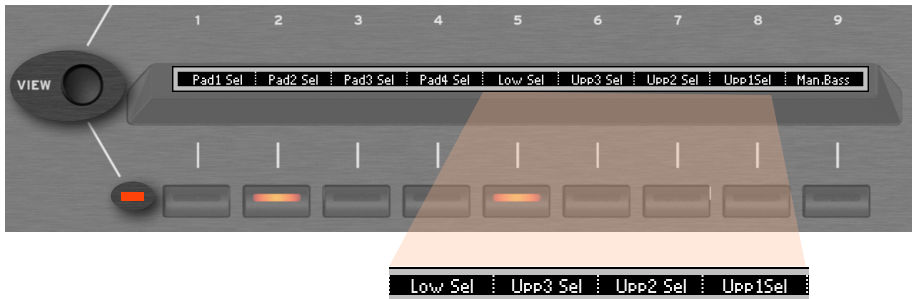 1 2 3 4 5 6 7 8 9
VIEW
Pad1 Sel Pad2 Sel Pad3 Sel Pad4 Sel Low Sel Upp3 Sel Upp2 Sel Upp1Sel Man.Bass
Low Sel Upp3 Sel Upp2 Sel Upp1Sel